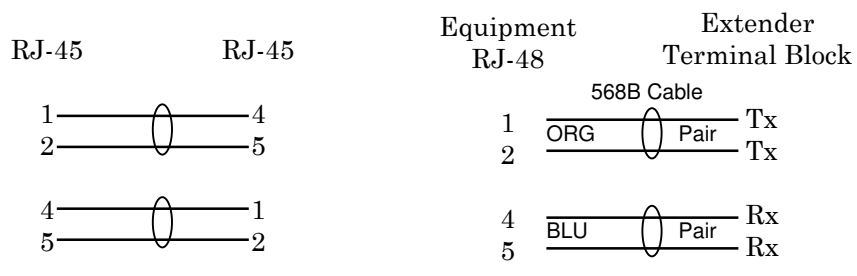 RJ-45 RJ-45
1 4
2 5
4 1
5 2
Equipment
RJ-48
Extender
Terminal Block
568B Cable
1 Tx
ORG Pair
2 Tx
4 Rx
BLU Pair
5 Rx